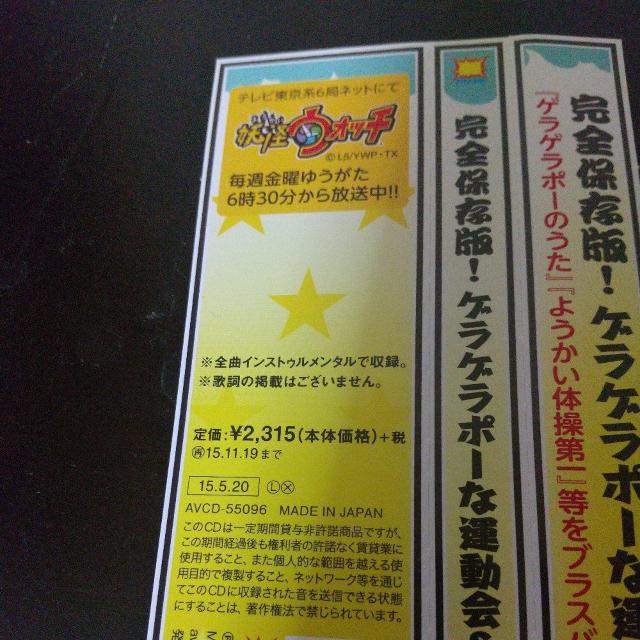 テレビ東京系6局ネットにて
妖怪ウォッチ
©L5/YWP・TX
毎週金曜ゆうがた
6時30分から放送中!!
※全曲インストゥルメンタルで収録。
※歌詞の掲載はございません。
定価:¥2,315(本体価格)+税
再15.11.19まで
15.5.20 Ⓛ
AVCD-55096 MADE IN JAPAN
このCDは一定期間貸与非許諾商品ですが、
この期間経過後も権利者の許諾なく賃貸業に
使用すること、また個人的な範囲を越える使
用目的で複製すること、ネットワーク等を通じ
てこのCDに収録された音を送信できる状態
にすることは、著作権法で禁じられています。
完全保存版!ゲラゲラポーな運動会
完全保存版!ゲラゲラポーな
『ゲラゲラポーのうた』『ようかい体操第一』等をブラス